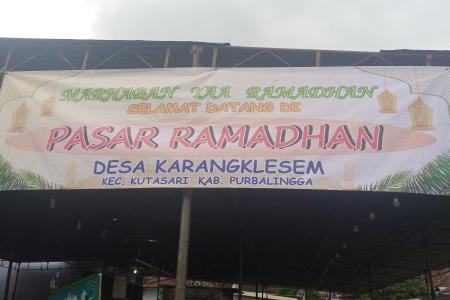 MARHABAN YAA RAMADHAN
SELAMAT DATANG DI
PASAR RAMADHAN
DESA KARANGKLESEM
KEC. KUTASARI KAB. PURBALINGGA